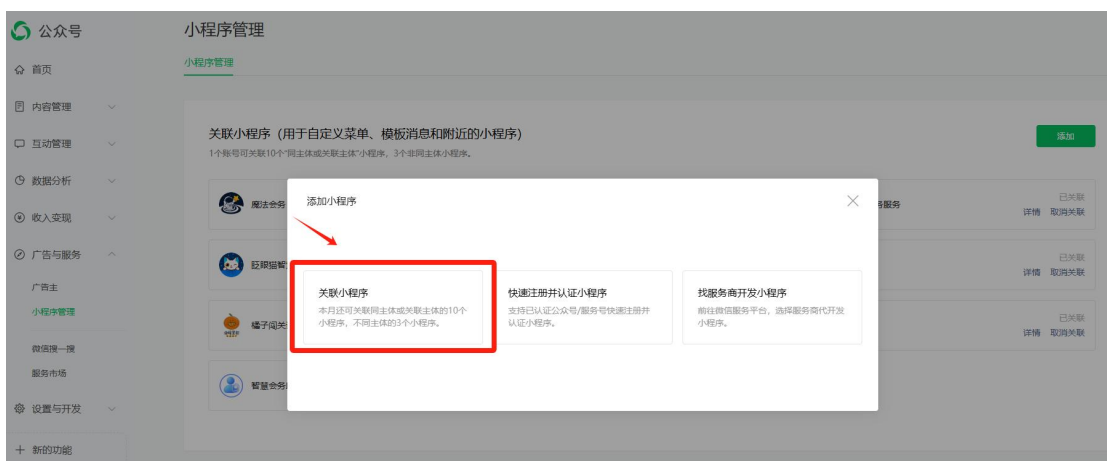 公众号
小程序管理
首页
小程序管理
内容管理
互动管理
关联小程序（用于自定义菜单、模板消息和附近的小程序）
添加
1个账号可关联10个“同主体或关联主体”小程序，3个非同主体小程序。
数据分析
收入变现
魔法会务
添加小程序
服务
已关联
详情 取消关联
广告与服务
眨眼猫智
已关联
详情 取消关联
广告主
小程序管理
关联小程序
本月还可关联同主体或关联主体的10个
小程序，不同主体的3个小程序。
快速注册并认证小程序
支持已认证公众号/服务号快速注册并
认证小程序。
找服务商开发小程序
前往微信服务平台，选择服务商代开发
小程序。
橘子闯关
已关联
详情 取消关联
微信搜一搜
服务市场
智慧会务
设置与开发
新的功能